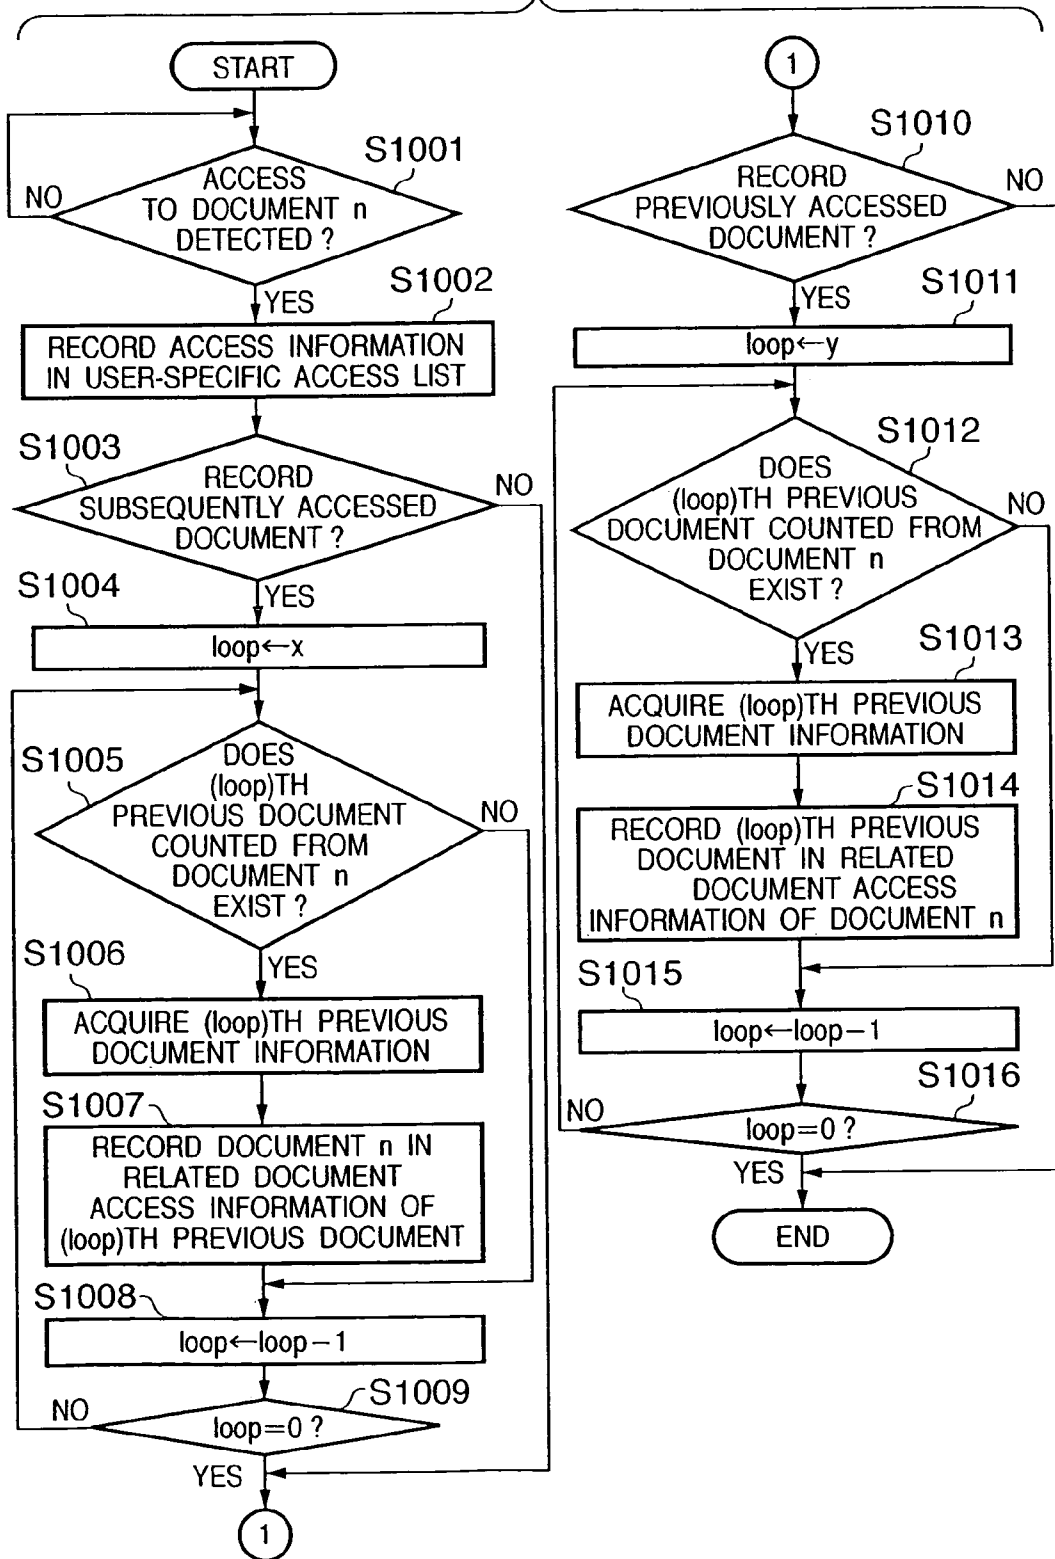 START
S1001
ACCESS
TO DOCUMENT n
DETECTED ?
NO
YES
S1002
RECORD ACCESS INFORMATION
IN USER-SPECIFIC ACCESS LIST
S1003
RECORD
SUBSEQUENTLY ACCESSED
DOCUMENT ?
NO
YES
S1004
loop←x
S1005
DOES
(loop)TH
PREVIOUS DOCUMENT
COUNTED FROM
DOCUMENT n
EXIST ?
NO
YES
S1006
ACQUIRE (loop)TH PREVIOUS
DOCUMENT INFORMATION
S1007
RECORD DOCUMENT n IN
RELATED DOCUMENT
ACCESS INFORMATION OF
(loop)TH PREVIOUS DOCUMENT
S1008
loop←loop−1
S1009
loop=0 ?
NO
YES
1
1
S1010
RECORD
PREVIOUSLY ACCESSED
DOCUMENT ?
NO
YES
S1011
loop←y
S1012
DOES
(loop)TH PREVIOUS
DOCUMENT COUNTED FROM
DOCUMENT n
EXIST ?
NO
YES
S1013
ACQUIRE (loop)TH PREVIOUS
DOCUMENT INFORMATION
S1014
RECORD (loop)TH PREVIOUS
DOCUMENT IN RELATED
DOCUMENT ACCESS
INFORMATION OF DOCUMENT n
S1015
loop←loop−1
S1016
loop=0 ?
NO
YES
END